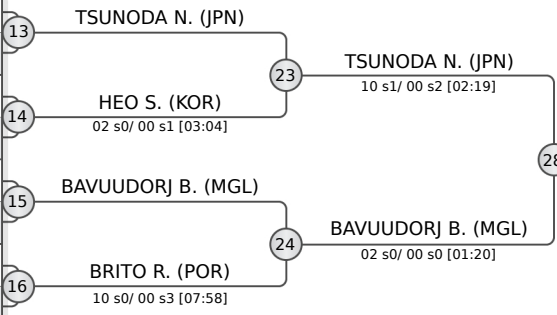 TSUNODA N. (JPN)
13
23
TSUNODA N. (JPN)
10 s1/ 00 s2 [02:19]
HEO S. (KOR)
14
02 s0/ 00 s1 [03:04]
28
BAVUUDORJ B. (MGL)
15
24
BAVUUDORJ B. (MGL)
02 s0/ 00 s0 [01:20]
BRITO R. (POR)
16
10 s0/ 00 s3 [07:58]